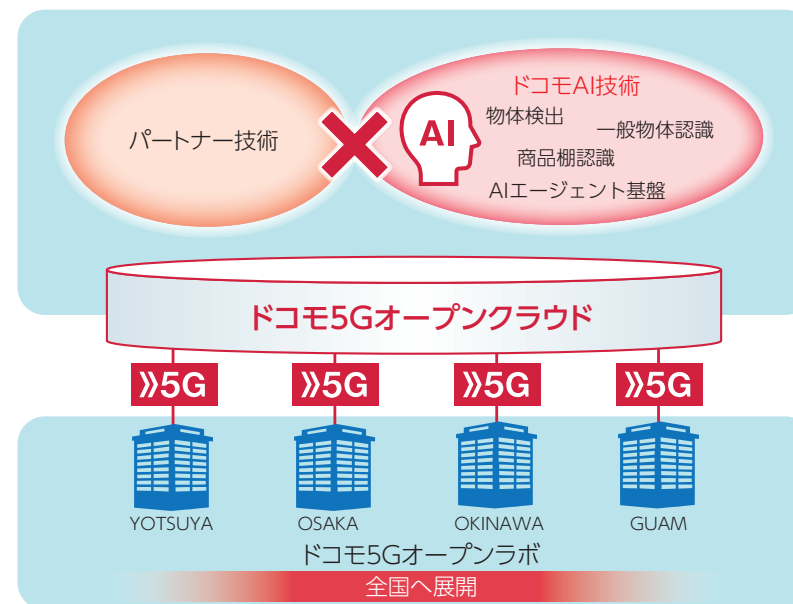 パートナー技術
AI
ドコモAI技術
物体検出
一般物体認識
商品棚認識
AIエージェント基盤
ドコモ5Gオープンクラウド
》5G 》5G 》5G 》5G
YOTSUYA OSAKA OKINAWA GUAM
ドコモ5Gオープンラボ
全国へ展開